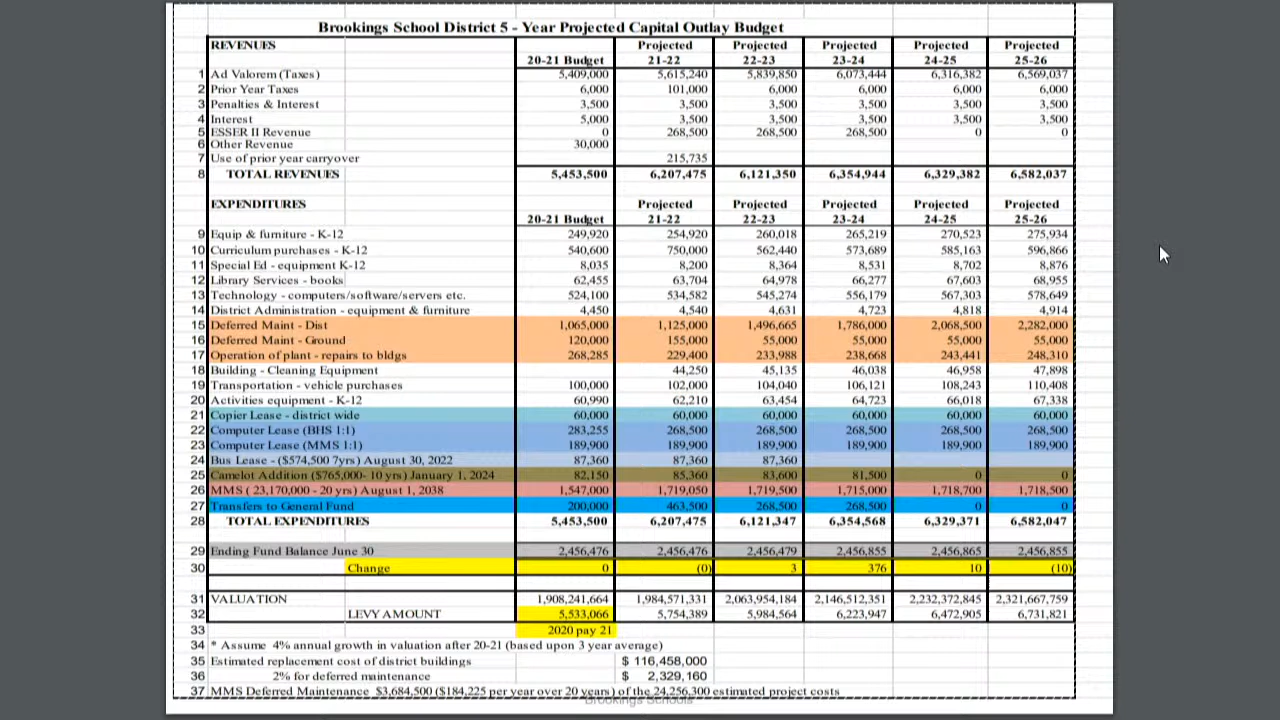 Brookings School District 5 - Year Projected Capital Outlay Budget
REVENUES Projected Projected Projected Projected Projected
20-21 Budget 21-22 22-23 23-24 24-25 25-26
1 Ad Valorem (Taxes) 5,409,000 5,615,240 5,839,850 6,073,444 6,316,382 6,569,037
2 Prior Year Taxes 6,000 101,000 6,000 6,000 6,000 6,000
3 Penalties & Interest 3,500 3,500 3,500 3,500 3,500 3,500
4 Interest 5,000 3,500 3,500 3,500 3,500 3,500
5 ESSER II Revenue 0 268,500 268,500 268,500 0 0
6 Other Revenue 30,000
7 Use of prior year carryover 215,735
8 TOTAL REVENUES 5,453,500 6,207,475 6,121,350 6,354,944 6,329,382 6,582,037
EXPENDITURES Projected Projected Projected Projected Projected
20-21 Budget 21-22 22-23 23-24 24-25 25-26
9 Equip & furniture - K-12 249,920 254,920 260,018 265,219 270,523 275,934
10 Curriculum purchases - K-12 540,600 750,000 562,440 573,689 585,163 596,866
11 Special Ed - equipment K-12 8,035 8,200 8,364 8,531 8,702 8,876
12 Library Services - books 62,455 63,704 64,978 66,277 67,603 68,955
13 Technology - computers/software/servers etc. 524,100 534,582 545,274 556,179 567,303 578,649
14 District Administration - equipment & furniture 4,450 4,540 4,631 4,723 4,818 4,914
15 Deferred Maint - Dist 1,065,000 1,125,000 1,496,665 1,786,000 2,068,500 2,282,000
16 Deferred Maint - Ground 120,000 155,000 55,000 55,000 55,000 55,000
17 Operation of plant - repairs to bldgs 268,285 229,400 233,988 238,668 243,441 248,310
18 Building - Cleaning Equipment 44,250 45,135 46,038 46,958 47,898
19 Transportation - vehicle purchases 100,000 102,000 104,040 106,121 108,243 110,408
20 Activities equipment - K-12 60,990 62,210 63,454 64,723 66,018 67,338
21 Copier Lease - district wide 60,000 60,000 60,000 60,000 60,000 60,000
22 Computer Lease (BHS 1:1) 283,255 268,500 268,500 268,500 268,500 268,500
23 Computer Lease (MMS 1:1) 189,900 189,900 189,900 189,900 189,900 189,900
24 Bus Lease - ($574,500 7yrs) August 30, 2022 87,360 87,360 87,360
25 Camelot Addition ($765,000- 10 yrs) January 1, 2024 82,150 85,360 83,600 81,500 0 0
26 MMS ( 23,170,000 - 20 yrs) August 1, 2038 1,547,000 1,719,050 1,719,500 1,715,000 1,718,700 1,718,500
27 Transfers to General Fund 200,000 463,500 268,500 268,500 0 0
28 TOTAL EXPENDITURES 5,453,500 6,207,475 6,121,347 6,354,568 6,329,371 6,582,047
29 Ending Fund Balance June 30 2,456,476 2,456,476 2,456,479 2,456,855 2,456,865 2,456,855
30 Change 0 (0) 3 376 10 (10)
31 VALUATION 1,908,241,664 1,984,571,331 2,063,954,184 2,146,512,351 2,232,372,845 2,321,667,759
32 LEVY AMOUNT 5,533,066 5,754,389 5,984,564 6,223,947 6,472,905 6,731,821
33 2020 pay 21
34 * Assume 4% annual growth in valuation after 20-21 (based upon 3 year average)
35 Estimated replacement cost of district buildings $ 116,458,000
36 2% for deferred maintenance $ 2,329,160
37 MMS Deferred Maintenance $3,684,500 ($184,225 per year over 20 years) of the 24,256,300 estimated project costs
Brookings Schools